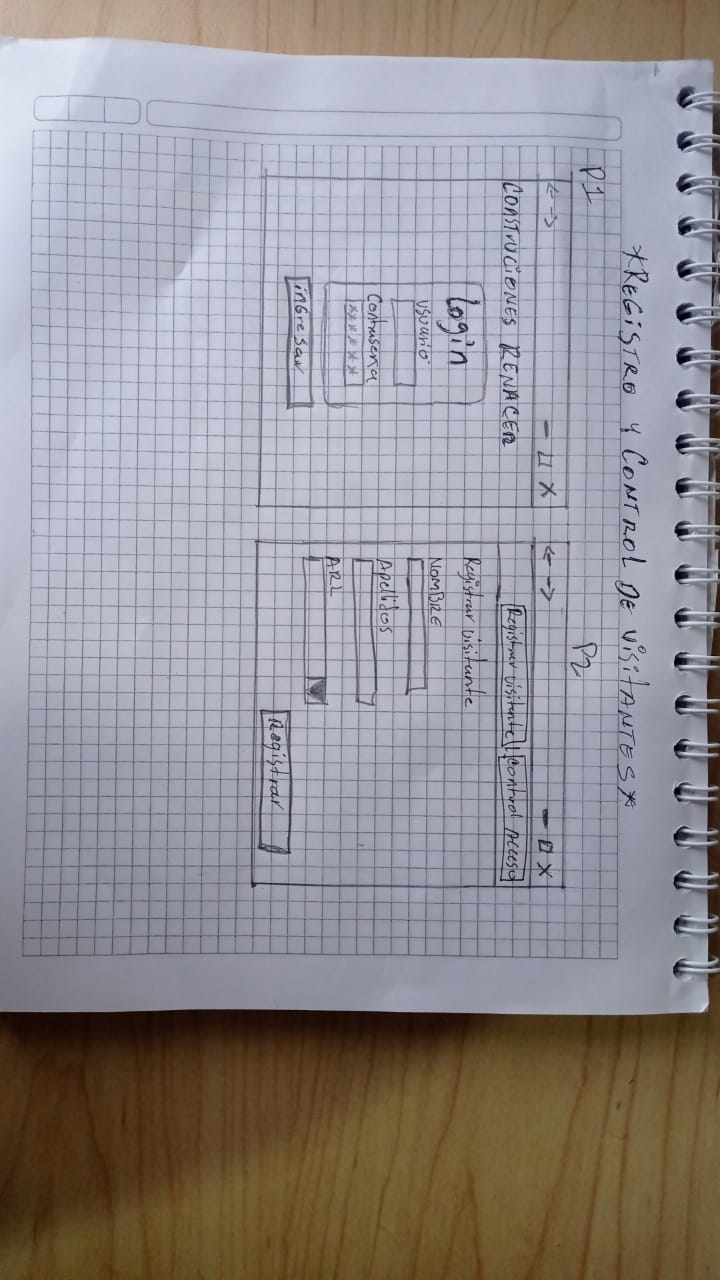 *REGISTRO Y CONTROL DE VISITANTES*
P1
CONSTRUCIONES RENACER
Login
usuario
Contraseña
******
inGresar
P2
Registrar visitante | Control Acceso
Registrar visitante
NOMBRE
Apellidos
ARL
Registrar